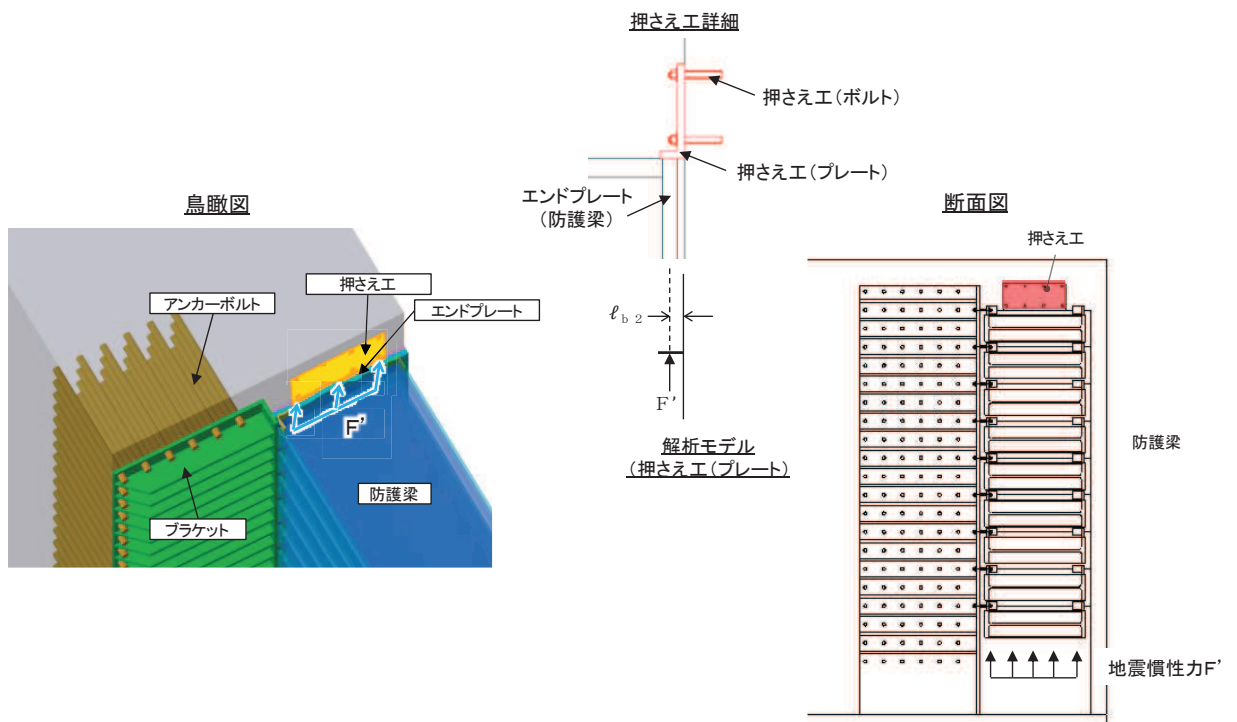 押さえ工詳細
押さえ工(ボルト)
押さえ工(プレート)
エンドプレート
(防護梁)
鳥瞰図
アンカーボルト
押さえ工
エンドプレート
F'
防護梁
ブラケット
ℓb2
F'
解析モデル
(押さえ工(プレート)
断面図
押さえ工
防護梁
地震慣性力F'